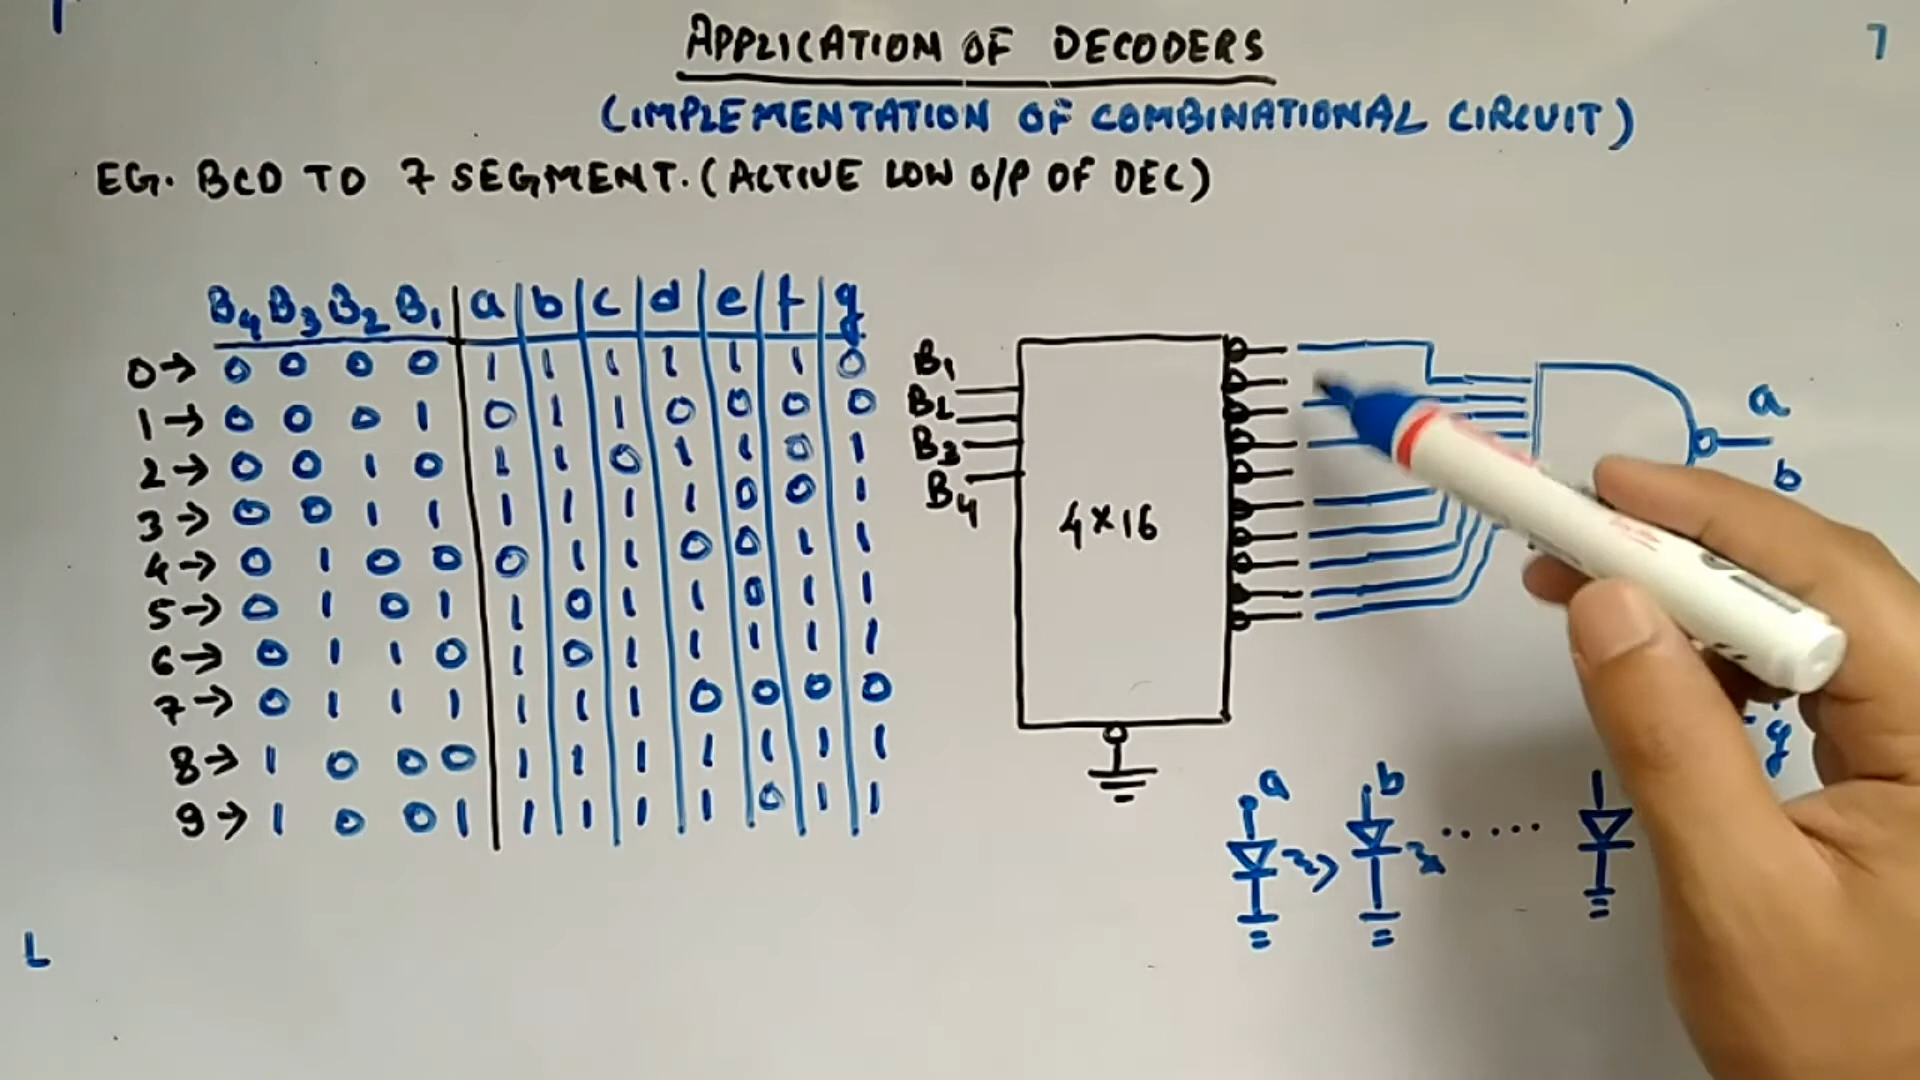 APPLICATION OF DECODERS
7
(IMPLEMENTATION OF COMBINATIONAL CIRCUIT)
EG. BCD TO 7 SEGMENT. (ACTIVE LOW O/P OF DEC)
B4 B3 B2 B1 a b c d e f g
0→ 0 0 0 0 1 1 1 1 1 1 0
1→ 0 0 0 1 0 1 1 0 0 0 0
2→ 0 0 1 0 1 1 0 1 1 0 1
3→ 0 0 1 1 1 1 1 1 0 0 1
4→ 0 1 0 0 0 1 1 0 0 1 1
5→ 0 1 0 1 1 0 1 1 0 1 1
6→ 0 1 1 0 1 0 1 1 1 1 1
7→ 0 1 1 1 1 1 1 0 0 0 0
8→ 1 0 0 0 1 1 1 1 1 1 1
9→ 1 0 0 1 1 1 1 1 0 1 1
B1
B2
B3
B4
4×16
a
b
g
a b .....
L